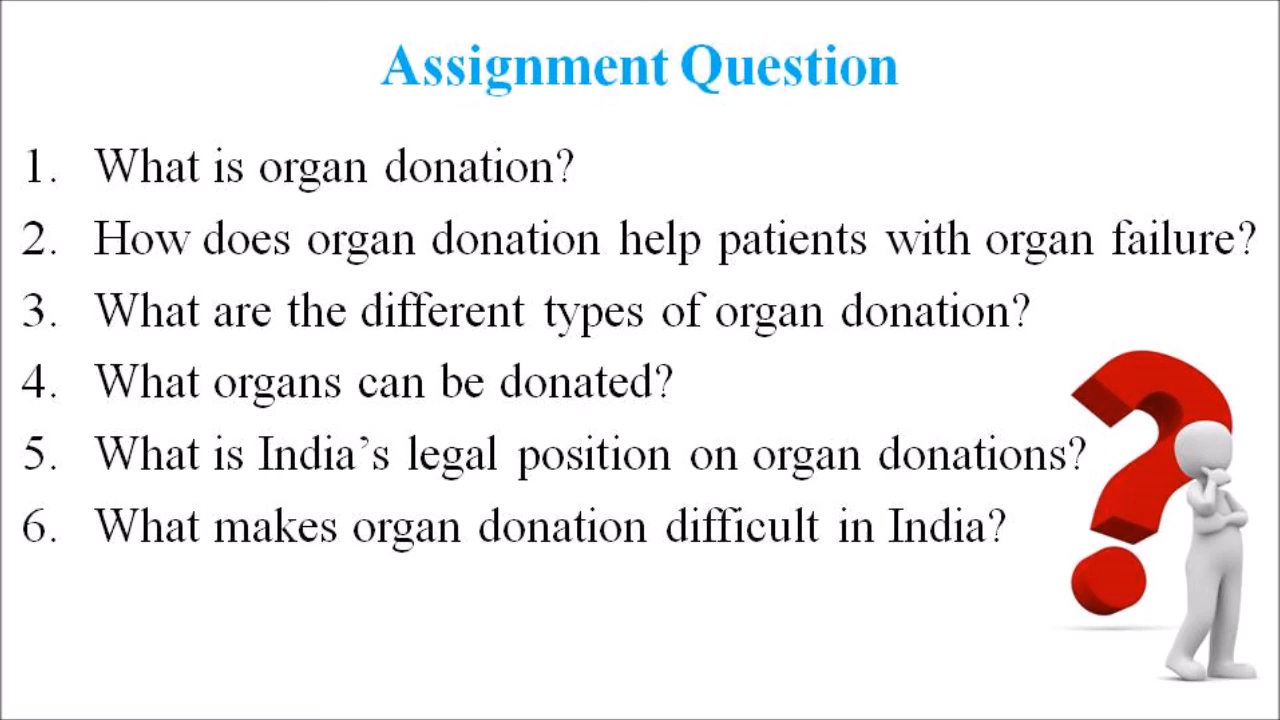 Assignment Question
1. What is organ donation?
2. How does organ donation help patients with organ failure?
3. What are the different types of organ donation?
4. What organs can be donated?
5. What is India’s legal position on organ donations?
6. What makes organ donation difficult in India?